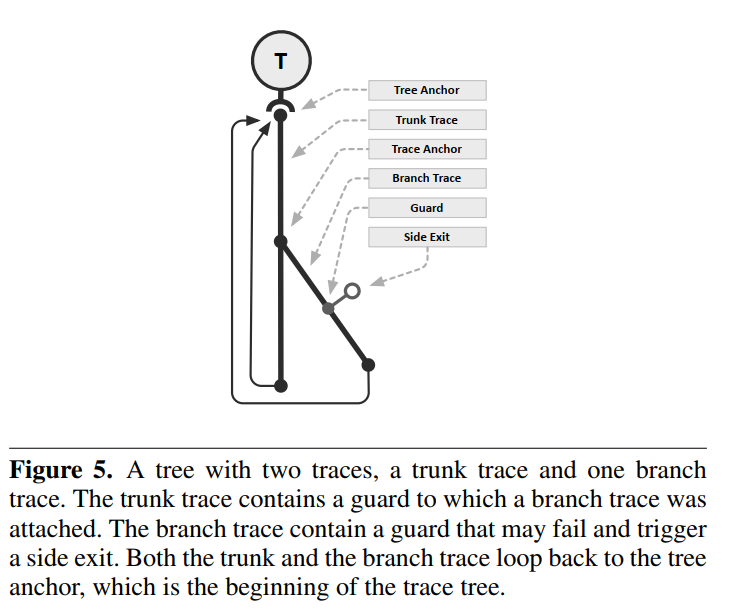 T
Tree Anchor
Trunk Trace
Trace Anchor
Branch Trace
Guard
Side Exit
Figure 5. A tree with two traces, a trunk trace and one branch
trace. The trunk trace contains a guard to which a branch trace was
attached. The branch trace contain a guard that may fail and trigger
a side exit. Both the trunk and the branch trace loop back to the tree
anchor, which is the beginning of the trace tree.